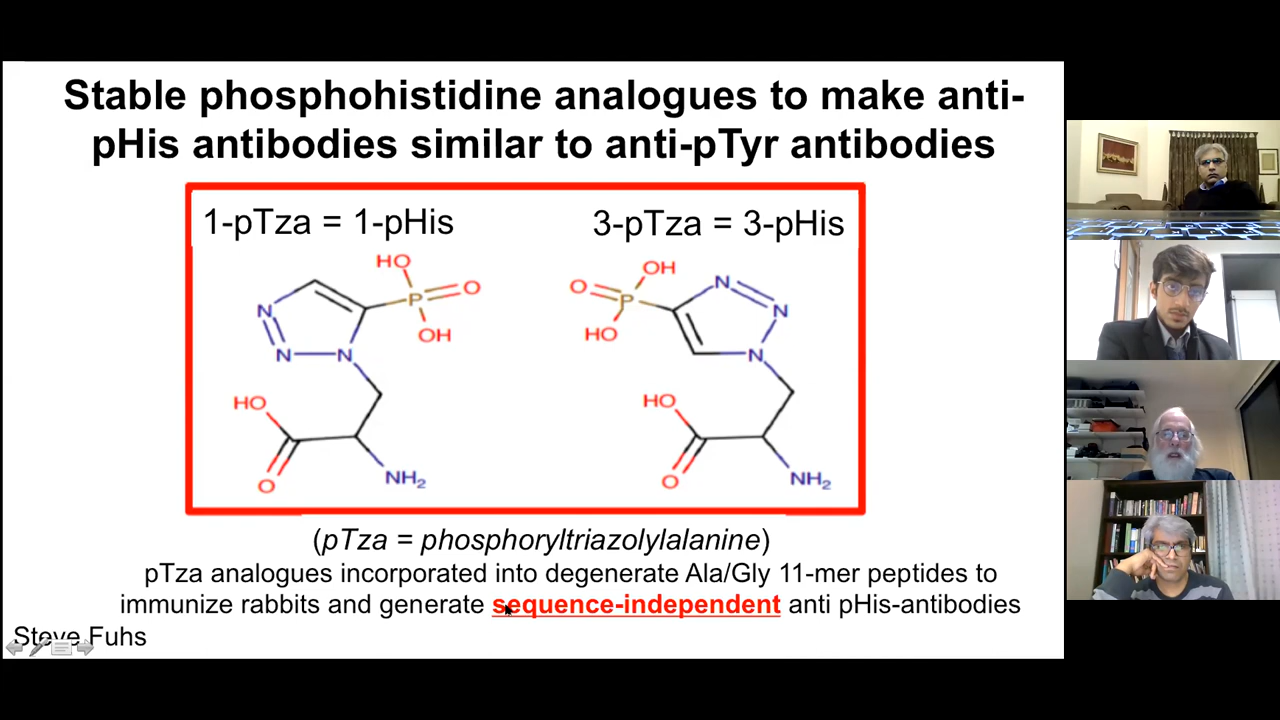 Stable phosphohistidine analogues to make anti-
pHis antibodies similar to anti-pTyr antibodies
1-pTza = 1-pHis
3-pTza = 3-pHis
HO
P
O
OH
N
N
N
HO
O
NH2
OH
O
P
HO
N
N
N
HO
O
NH2
(pTza = phosphoryltriazolylalanine)
pTza analogues incorporated into degenerate Ala/Gly 11-mer peptides to
immunize rabbits and generate sequence-independent anti pHis-antibodies
Steve Fuhs